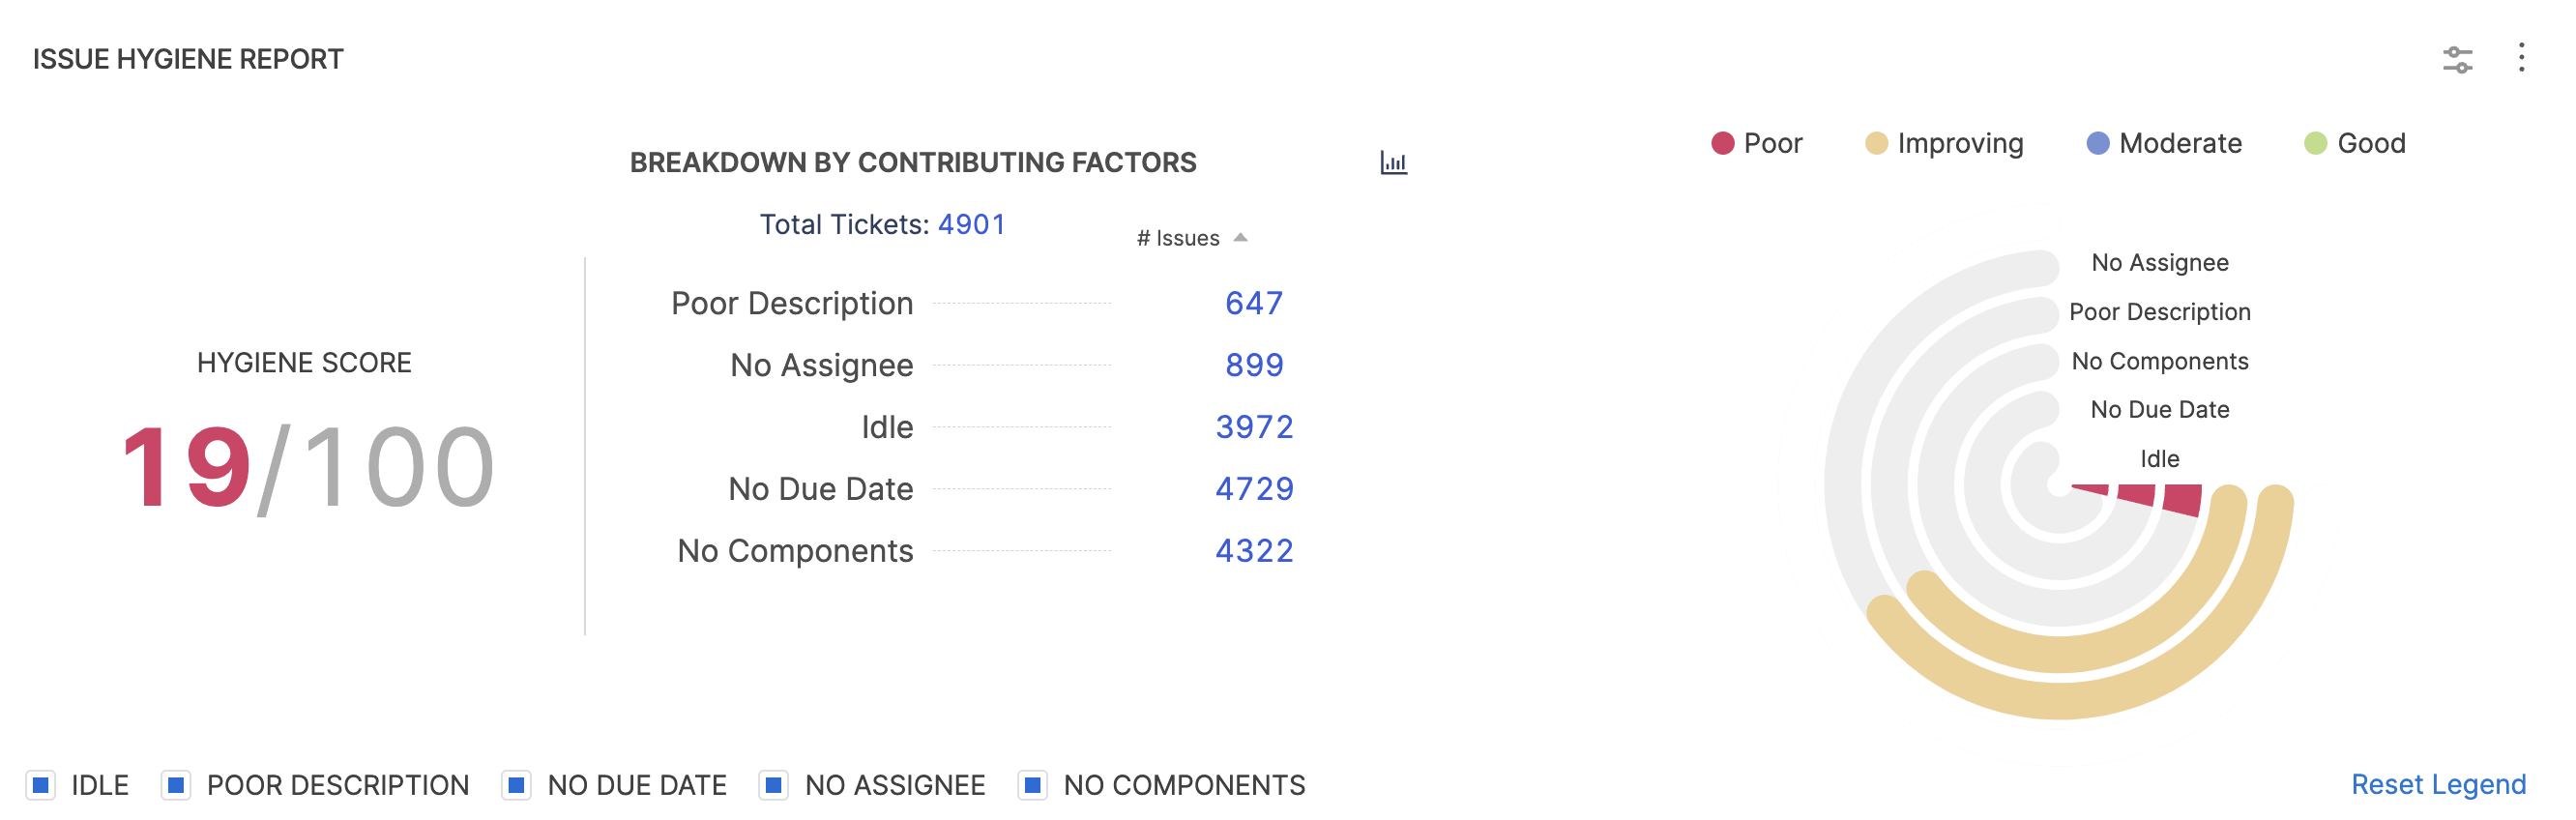 ISSUE HYGIENE REPORT
HYGIENE SCORE
19/100
BREAKDOWN BY CONTRIBUTING FACTORS
Total Tickets: 4901
# Issues
Poor Description 647
No Assignee 899
Idle 3972
No Due Date 4729
No Components 4322
Poor Improving Moderate Good
No Assignee
Poor Description
No Components
No Due Date
Idle
IDLE POOR DESCRIPTION NO DUE DATE NO ASSIGNEE NO COMPONENTS
Reset Legend